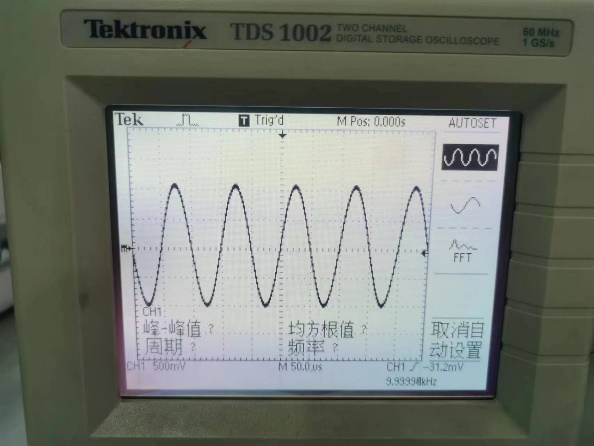 Tektronix TDS 1002 TWO CHANNEL DIGITAL STORAGE OSCILLOSCOPE 60 MHz 1 GS/s
Tek T Trig'd M Pos: 0.000s AUTOSET
FFT
CH1
峰-峰值 ? 均方根值 ?
周期 ? 频率 ?
取消自
动设置
CH1 500mV M 50.0us CH1 -31.2mV